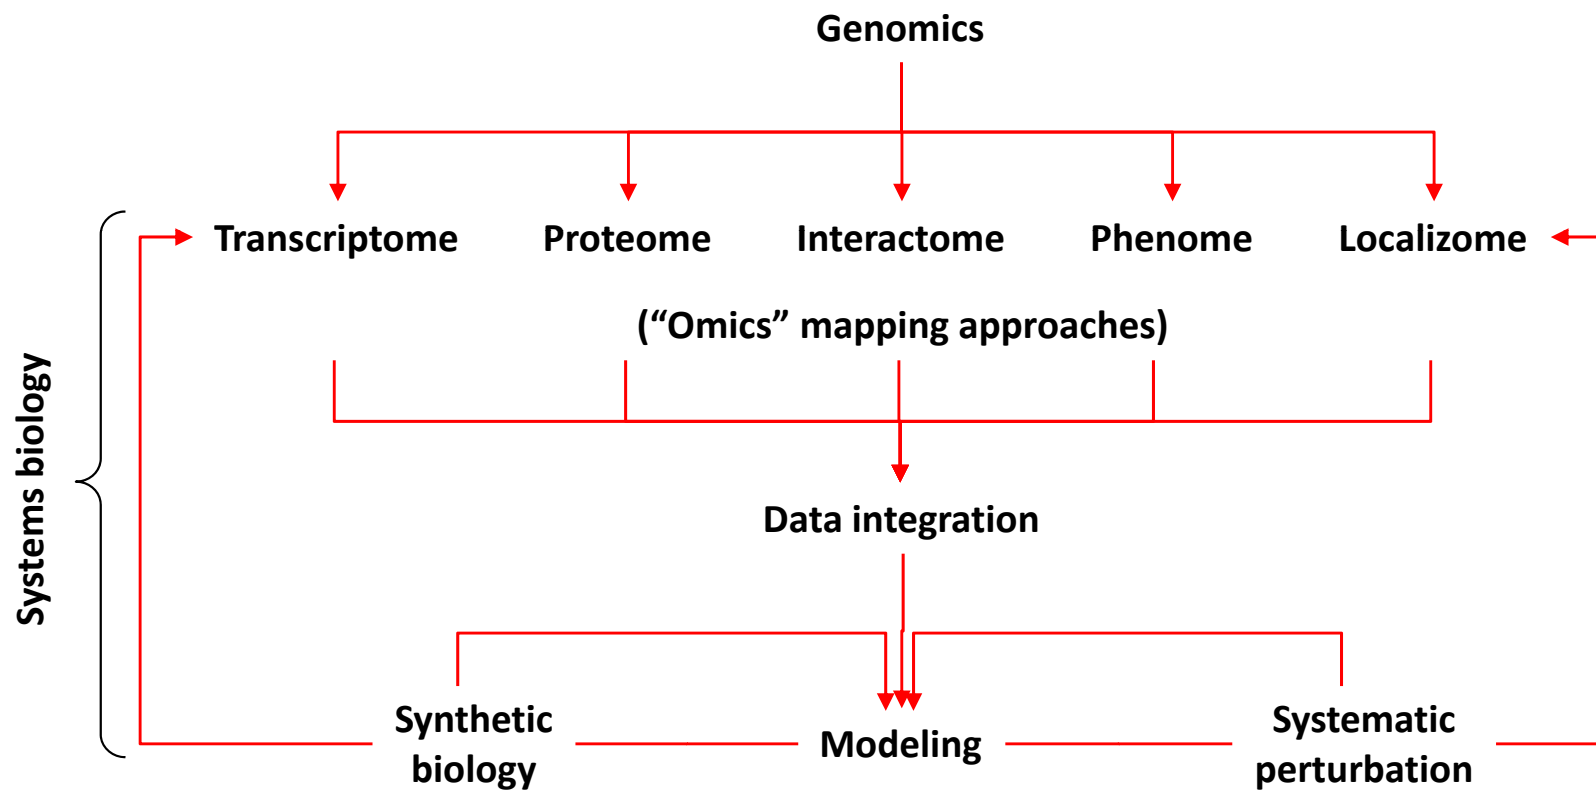 Genomics
Transcriptome Proteome Interactome Phenome Localizome
(“Omics” mapping approaches)
Systems biology
Data integration
Synthetic
biology
Modeling
Systematic
perturbation